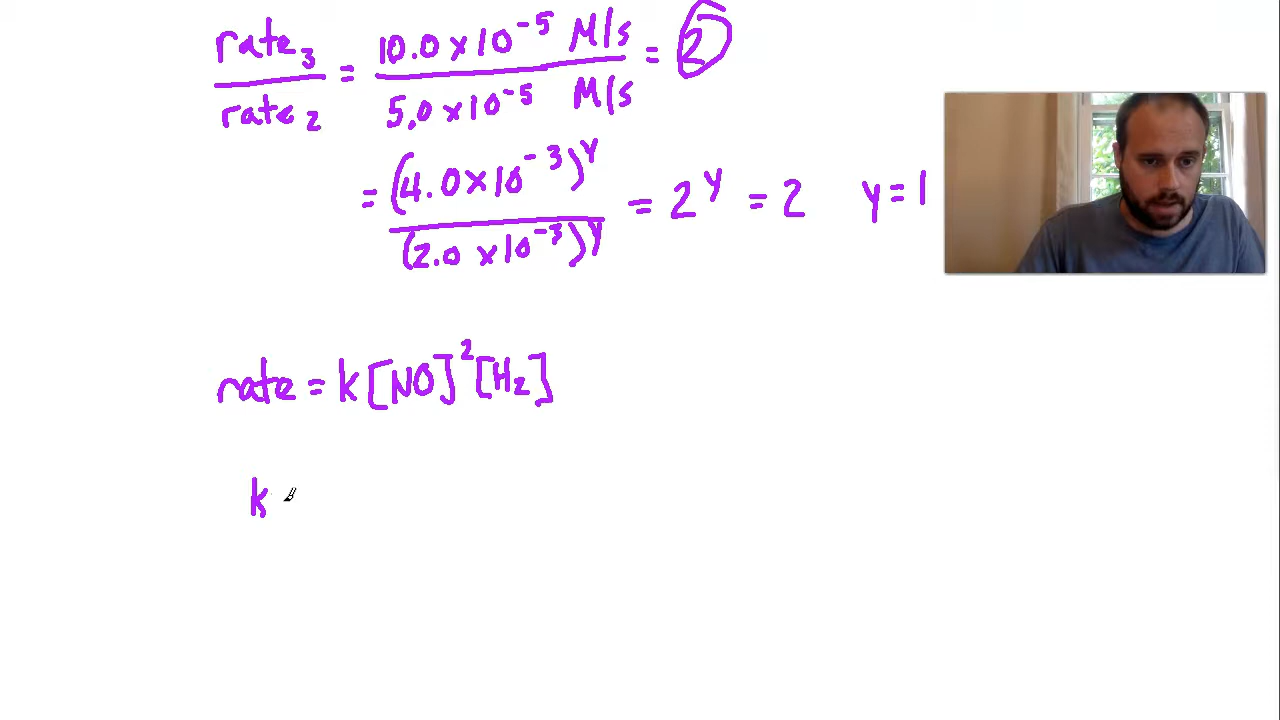 rate₃ / rate₂ = 10.0 x 10⁻⁵ M/s / 5.0 x 10⁻⁵ M/s = 2
= (4.0 x 10⁻³)ʸ / (2.0 x 10⁻³)ʸ = 2ʸ = 2 y = 1
rate = k [NO]² [H₂]
k